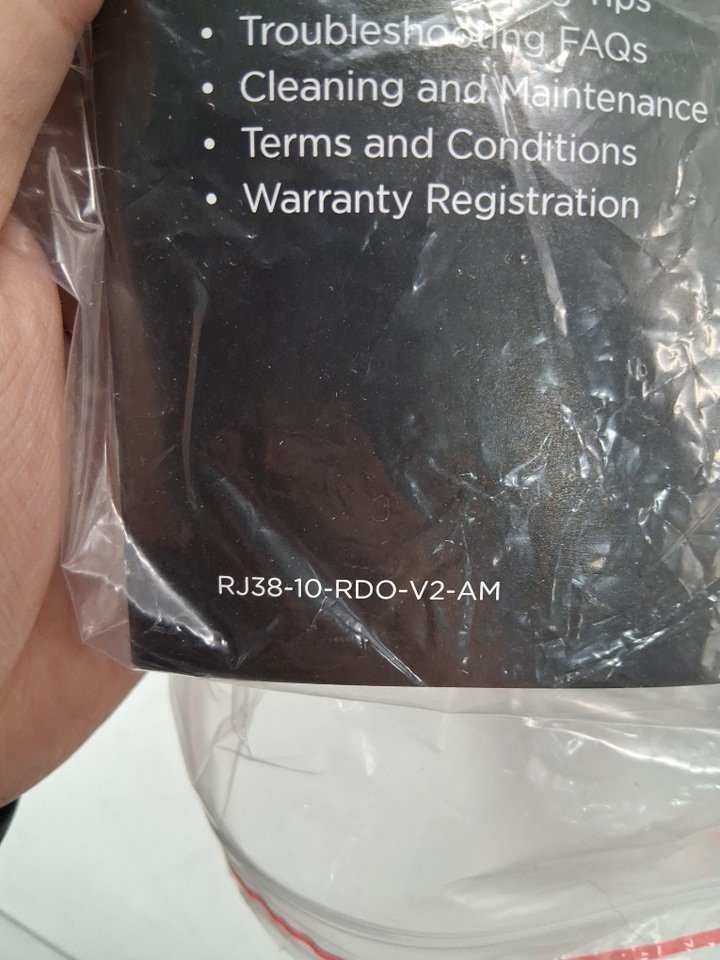 • Troubleshooting FAQs
• Cleaning and Maintenance
• Terms and Conditions
• Warranty Registration
RJ38-10-RDO-V2-AM